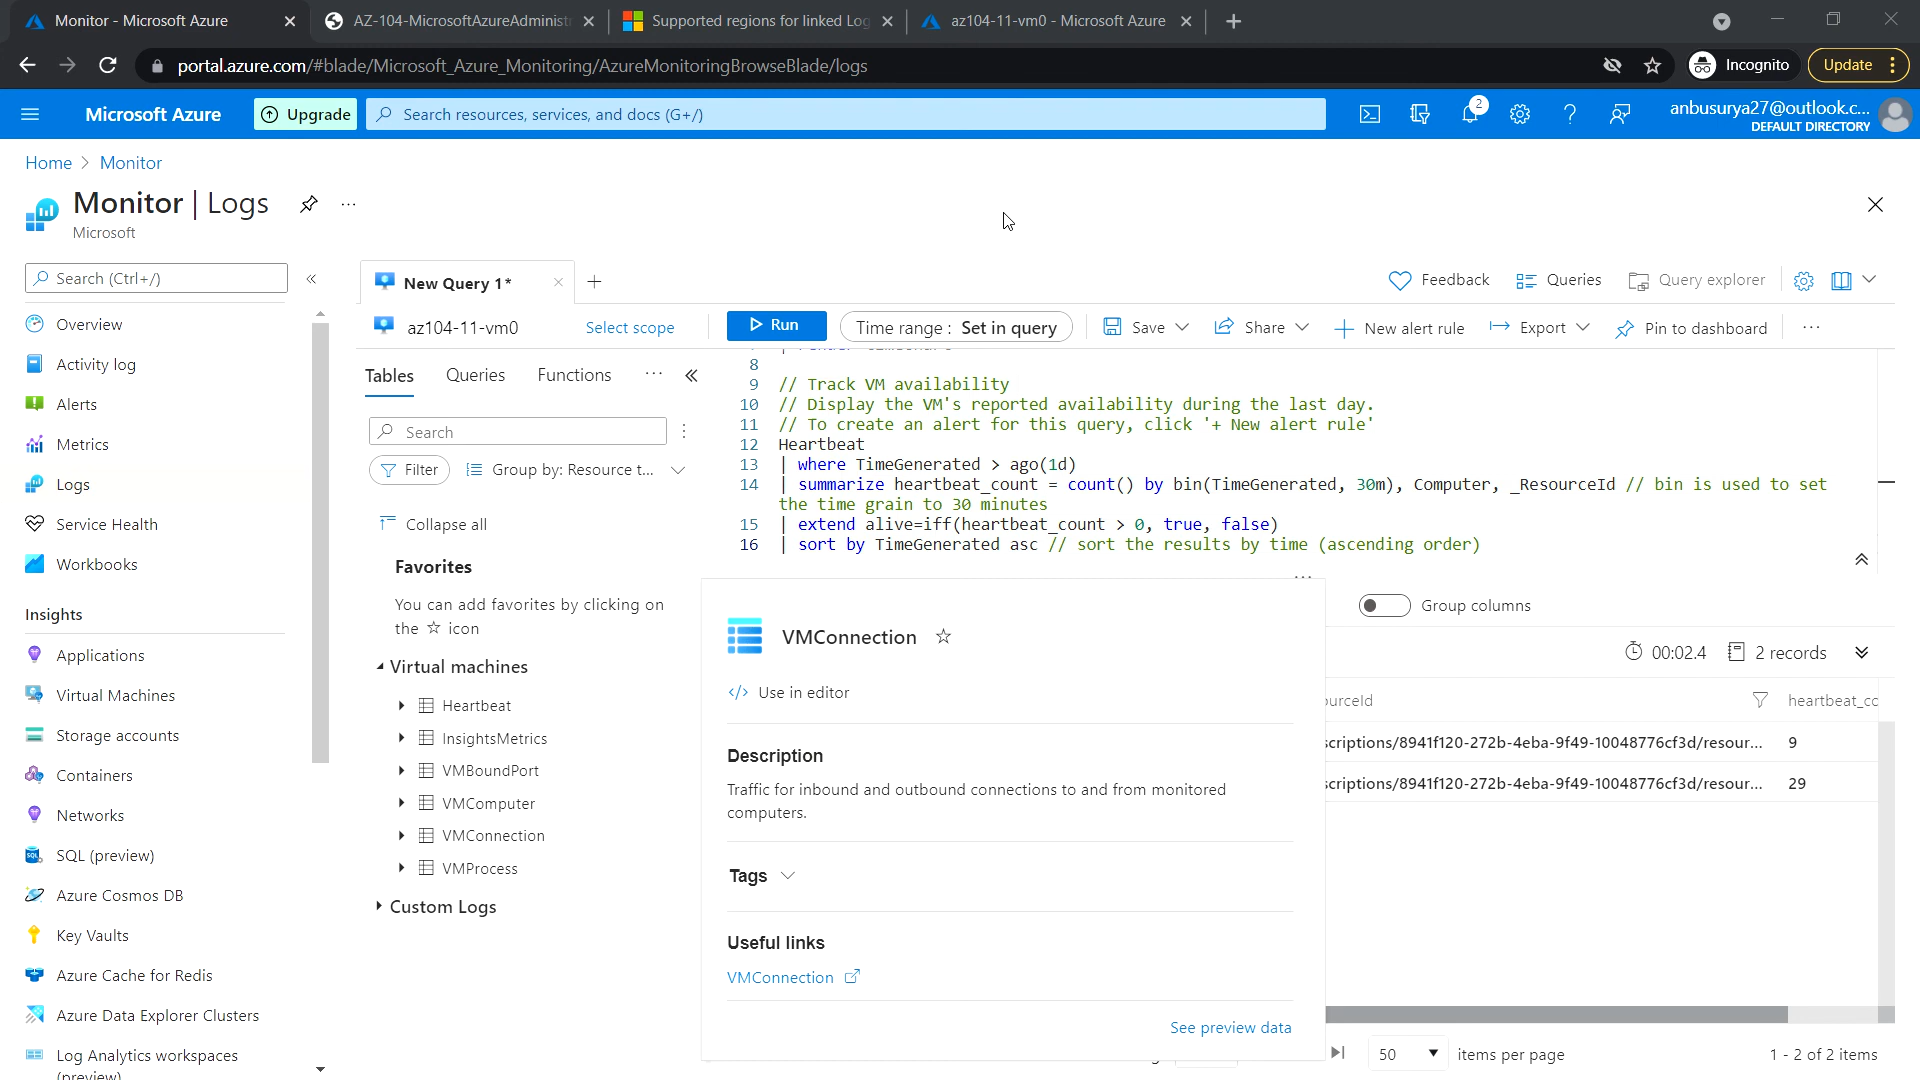 Monitor - Microsoft Azure
AZ-104-MicrosoftAzureAdministr
Supported regions for linked Log
az104-11-vm0 - Microsoft Azure
portal.azure.com/#blade/Microsoft_Azure_Monitoring/AzureMonitoringBrowseBlade/logs
Incognito
Update
Microsoft Azure
Upgrade
Search resources, services, and docs (G+/)
2
anbusurya27@outlook.c...
DEFAULT DIRECTORY
Home > Monitor
Monitor | Logs
Microsoft
Search (Ctrl+/)
Overview
Activity log
Alerts
Metrics
Logs
Service Health
Workbooks
Insights
Applications
Virtual Machines
Storage accounts
Containers
Networks
SQL (preview)
Azure Cosmos DB
Key Vaults
Azure Cache for Redis
Azure Data Explorer Clusters
Log Analytics workspaces
(preview)
New Query 1*
Feedback
Queries
Query explorer
az104-11-vm0
Select scope
Run
Time range : Set in query
Save
Share
New alert rule
Export
Pin to dashboard
Tables
Queries
Functions
Search
Filter
Group by: Resource t...
Collapse all
Favorites
You can add favorites by clicking on
the ☆ icon
Virtual machines
Heartbeat
InsightsMetrics
VMBoundPort
VMComputer
VMConnection
VMProcess
Custom Logs
8
9 // Track VM availability
10 // Display the VM's reported availability during the last day.
11 // To create an alert for this query, click '+ New alert rule'
12 Heartbeat
13 | where TimeGenerated > ago(1d)
14 | summarize heartbeat_count = count() by bin(TimeGenerated, 30m), Computer, _ResourceId // bin is used to set
the time grain to 30 minutes
15 | extend alive=iff(heartbeat_count > 0, true, false)
16 | sort by TimeGenerated asc // sort the results by time (ascending order)
VMConnection
</> Use in editor
Description
Traffic for inbound and outbound connections to and from monitored
computers.
Tags
Useful links
VMConnection
See preview data
Group columns
00:02.4
2 records
urceId
heartbeat_cc
criptions/8941f120-272b-4eba-9f49-10048776cf3d/resour... 9
criptions/8941f120-272b-4eba-9f49-10048776cf3d/resour... 29
50
items per page
1 - 2 of 2 items